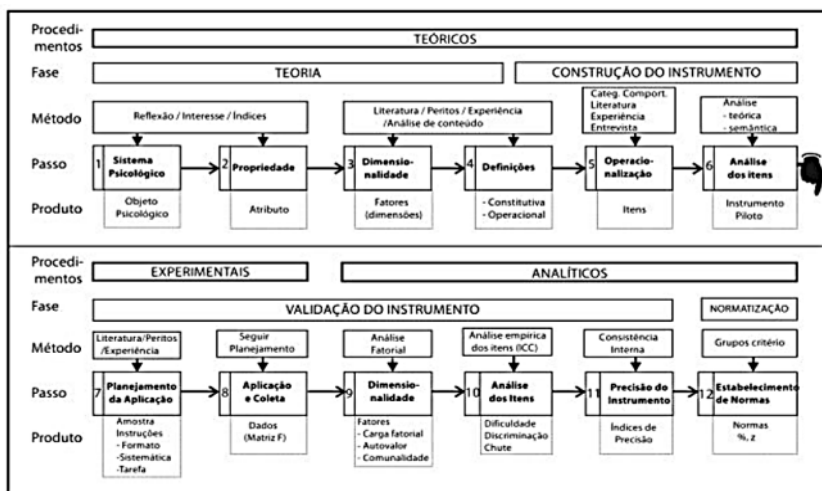 Procedi-
mentos
TEÓRICOS
Fase
TEORIA
CONSTRUÇÃO DO INSTRUMENTO
Método
Reflexão / Interesse / Índices
Literatura / Peritos / Experiência
/Análise de conteúdo
Categ. Comport.
Literatura
Experiência
Entrevista
Análise
- teórica
- semântica
Passo
1 Sistema
Psicológico
2 Propriedade
3 Dimensio-
nalidade
4 Definições
5 Operacio-
nalização
6 Análise
dos itens
Produto
Objeto
Psicológico
Atributo
Fatores
(dimensões)
- Constitutiva
- Operacional
Itens
Instrumento
Piloto
Procedi-
mentos
EXPERIMENTAIS
ANALÍTICOS
Fase
VALIDAÇÃO DO INSTRUMENTO
NORMATIZAÇÃO
Método
Literatura/Peritos
/Experiência
Seguir
Planejamento
Análise
Fatorial
Análise empírica
dos itens (ICC)
Consistência
Interna
Grupos critério
Passo
7 Planejamento
da Aplicação
8 Aplicação
e Coleta
9 Dimensio-
nalidade
10 Análise
dos Itens
11 Precisão do
Instrumento
12 Estabelecimento
de Normas
Produto
Amostra
Instruções
- Formato
-Sistemática
-Tarefa
Dados
(Matriz F)
Fatores
- Carga fatorial
- Autovalor
- Comunalidade
Dificuldade
Discriminação
Chute
Índices de
Precisão
Normas
%, z